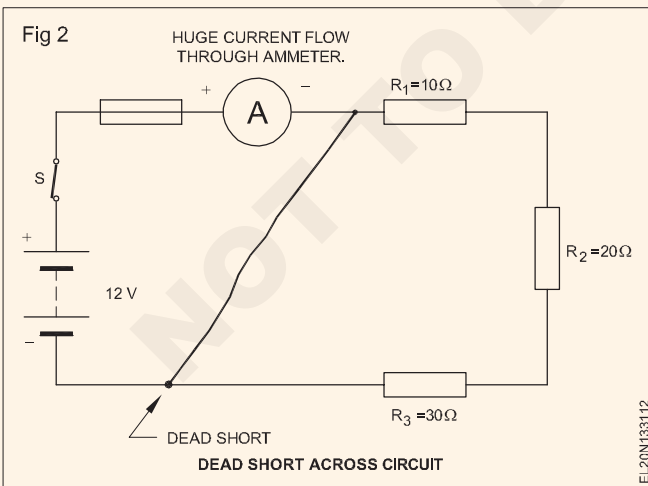 Fig 2
HUGE CURRENT FLOW
THROUGH AMMETER.
+
A
–
R1=10Ω
S
+
R2=20Ω
12 V
–
R3=30Ω
DEAD SHORT
DEAD SHORT ACROSS CIRCUIT
EL20N133112
NOT TO B